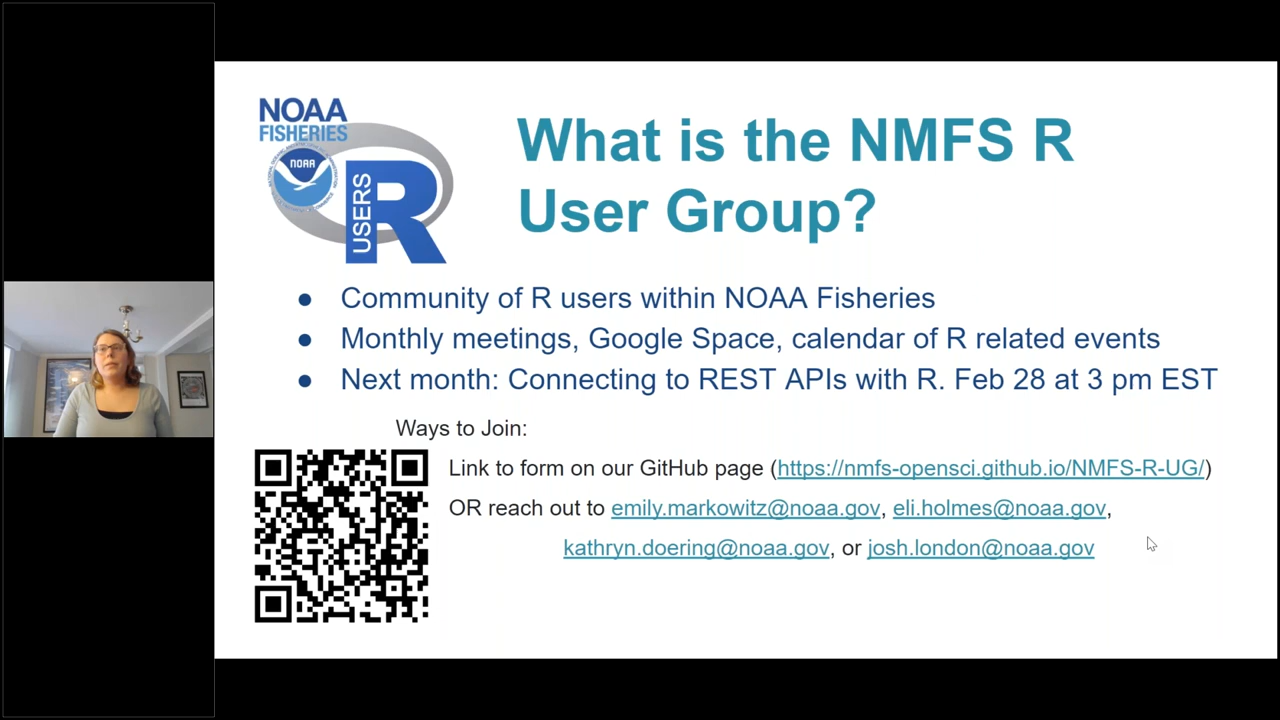 NOAA
FISHERIES
NOAA
USERS
R
What is the NMFS R
User Group?
● Community of R users within NOAA Fisheries
● Monthly meetings, Google Space, calendar of R related events
● Next month: Connecting to REST APIs with R. Feb 28 at 3 pm EST
Ways to Join:
Link to form on our GitHub page (https://nmfs-opensci.github.io/NMFS-R-UG/)
OR reach out to emily.markowitz@noaa.gov, eli.holmes@noaa.gov,
kathryn.doering@noaa.gov, or josh.london@noaa.gov